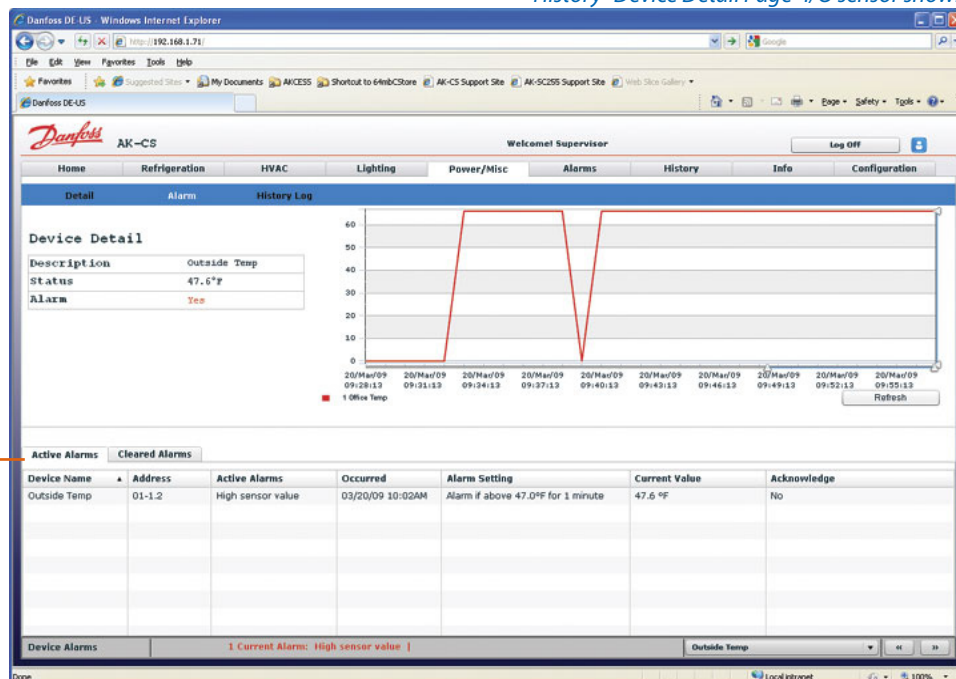 History- Device Detail Page- I/O sensor shown
Danfoss DE-US - Windows Internet Explorer
http://192.168.1.71/
Google
File Edit View Favorites Tools Help
Favorites Suggested Sites My Documents AKCESS Shortcut to 64mbCStore AK-CS Support Site AK-SC255 Support Site Web Slice Gallery
Danfoss DE-US
Page Safety Tools
Danfoss AK-CS Welcome! Supervisor Log Off
Home Refrigeration HVAC Lighting Power/Misc Alarms History Info Configuration
Detail Alarm History Log
Device Detail
Description Outside Temp
Status 47.6°F
Alarm Yes
60
50
40
30
20
10
0
20/Mar/09 20/Mar/09 20/Mar/09 20/Mar/09 20/Mar/09 20/Mar/09 20/Mar/09 20/Mar/09 20/Mar/09 20/Mar/09
09:28:13 09:31:13 09:34:13 09:37:13 09:40:13 09:43:13 09:46:13 09:49:13 09:52:13 09:55:13
1 Office Temp
Refresh
Active Alarms Cleared Alarms
Device Name Address Active Alarms Occurred Alarm Setting Current Value Acknowledge
Outside Temp 01-1.2 High sensor value 03/20/09 10:02AM Alarm if above 47.0°F for 1 minute 47.6 °F No
Device Alarms 1 Current Alarm: High sensor value | Outside Temp « »
Done Local intranet 100%